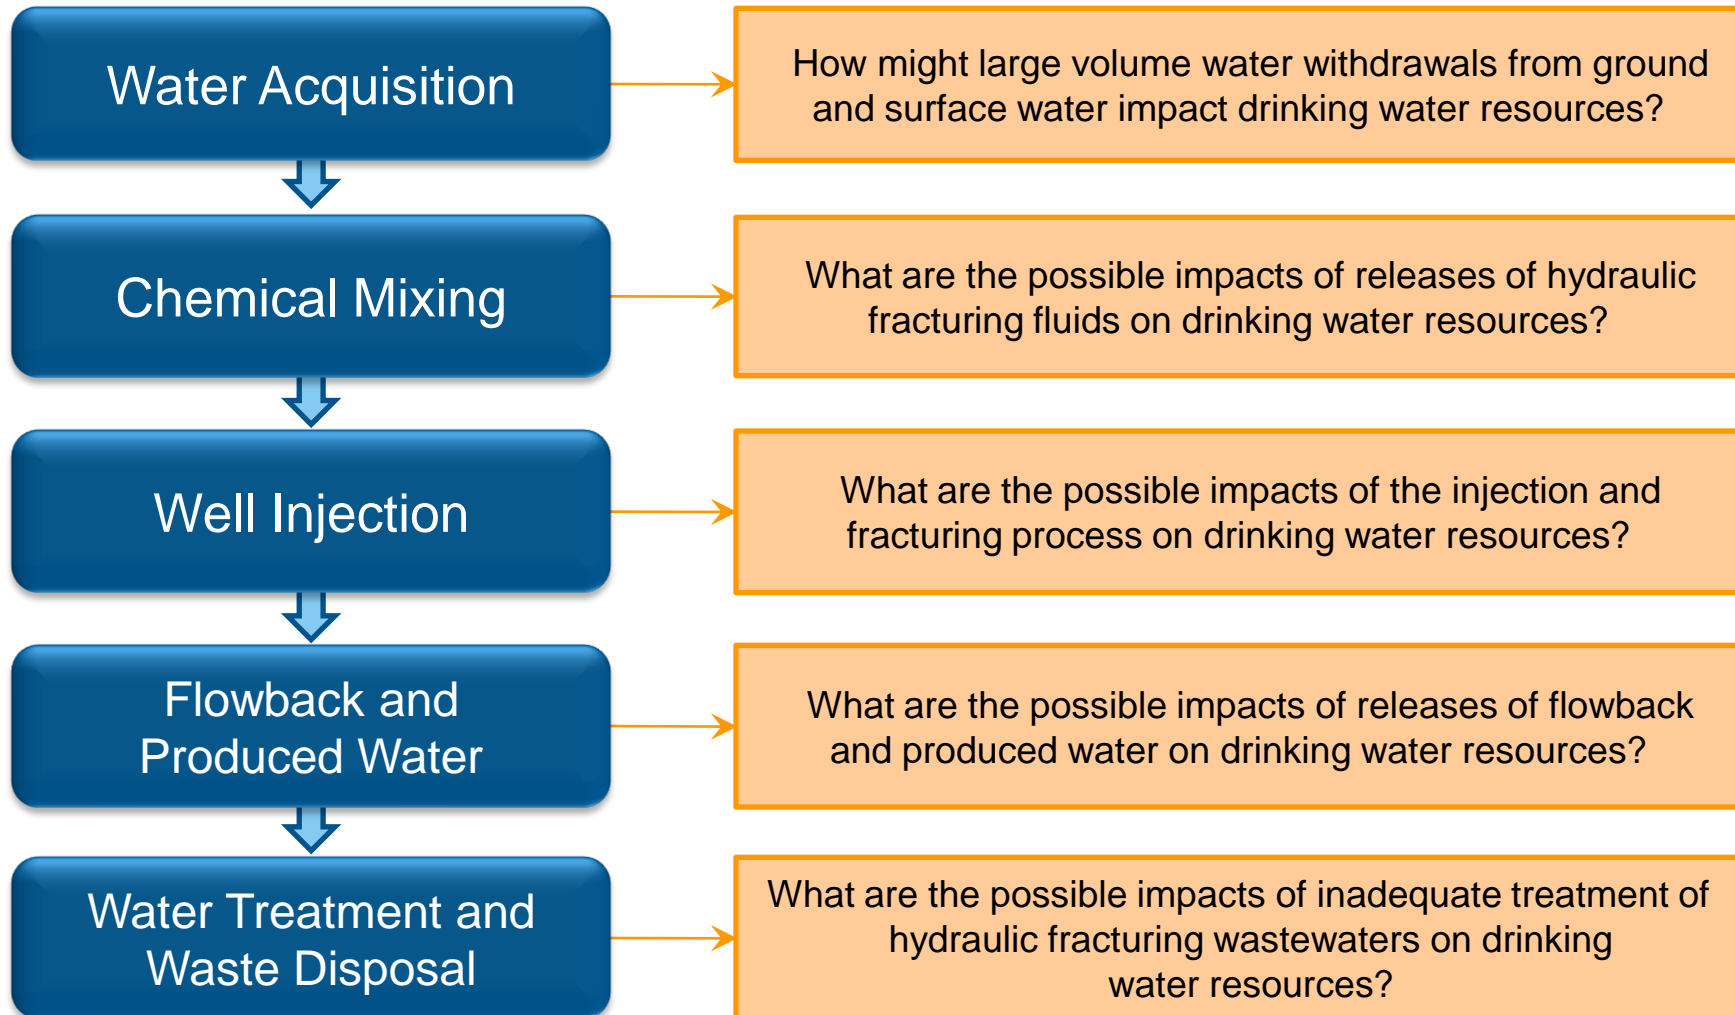 Water Acquisition
How might large volume water withdrawals from ground
and surface water impact drinking water resources?
Chemical Mixing
What are the possible impacts of releases of hydraulic
fracturing fluids on drinking water resources?
Well Injection
What are the possible impacts of the injection and
fracturing process on drinking water resources?
Flowback and
Produced Water
What are the possible impacts of releases of flowback
and produced water on drinking water resources?
Water Treatment and
Waste Disposal
What are the possible impacts of inadequate treatment of
hydraulic fracturing wastewaters on drinking
water resources?